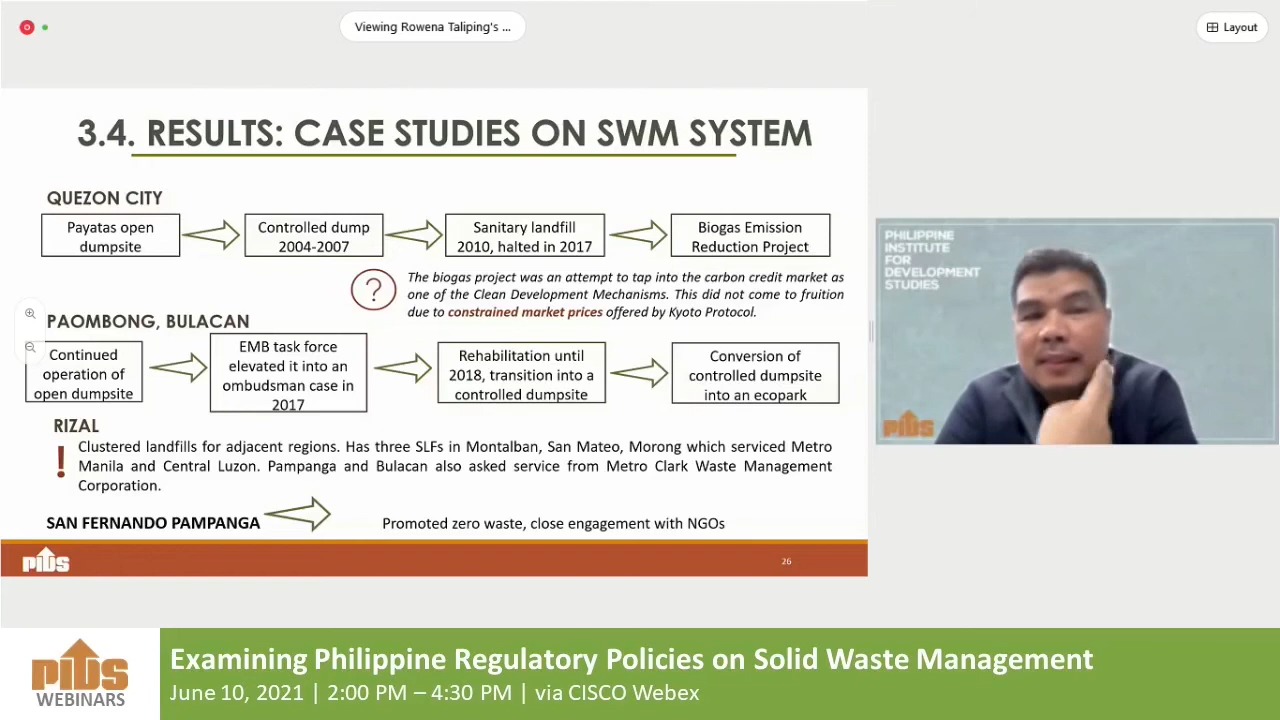 Viewing Rowena Taliping's ...
Layout
3.4. RESULTS: CASE STUDIES ON SWM SYSTEM
QUEZON CITY
Payatas open
dumpsite
Controlled dump
2004-2007
Sanitary landfill
2010, halted in 2017
Biogas Emission
Reduction Project
?
The biogas project was an attempt to tap into the carbon credit market as
one of the Clean Development Mechanisms. This did not come to fruition
due to constrained market prices offered by Kyoto Protocol.
PAOMBONG, BULACAN
Continued
operation of
open dumpsite
EMB task force
elevated it into an
ombudsman case in
2017
Rehabilitation until
2018, transition into a
controlled dumpsite
Conversion of
controlled dumpsite
into an ecopark
RIZAL
!
Clustered landfills for adjacent regions. Has three SLFs in Montalban, San Mateo, Morong which serviced Metro
Manila and Central Luzon. Pampanga and Bulacan also asked service from Metro Clark Waste Management
Corporation.
SAN FERNANDO PAMPANGA
Promoted zero waste, close engagement with NGOs
PIDS
26
PHILIPPINE
INSTITUTE
FOR
DEVELOPMENT
STUDIES
PIDS
PIDS
WEBINARS
Examining Philippine Regulatory Policies on Solid Waste Management
June 10, 2021 | 2:00 PM – 4:30 PM | via CISCO Webex